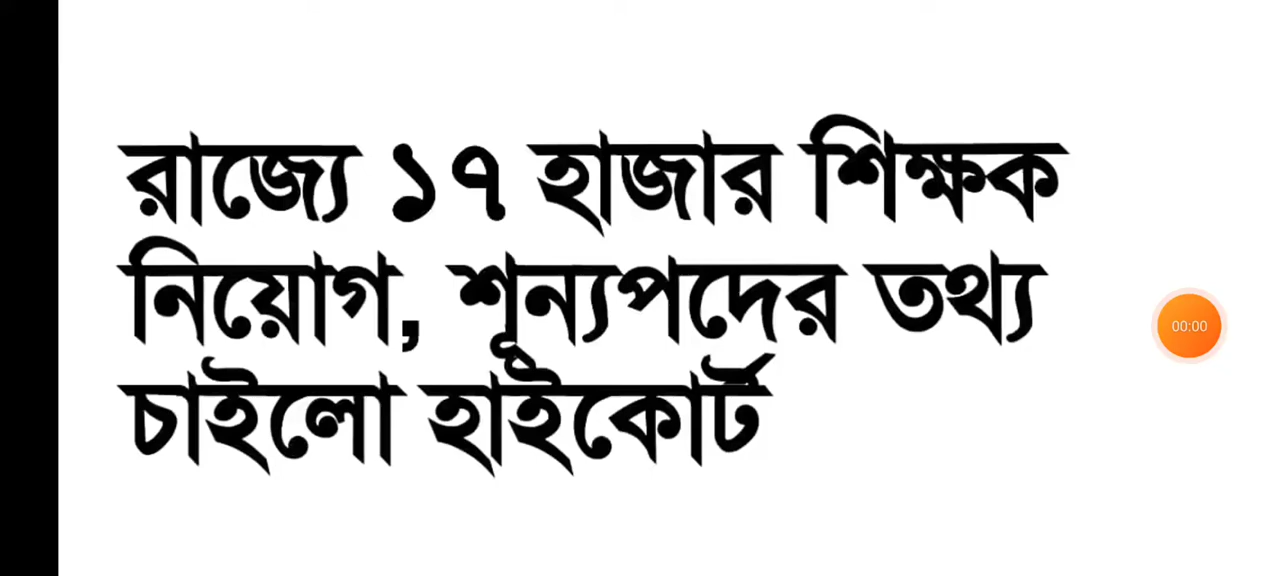 রাজ্যে ১৭ হাজার শিক্ষক
নিয়োগ, শূন্যপদের তথ্য
চাইলো হাইকোর্ট
00:00